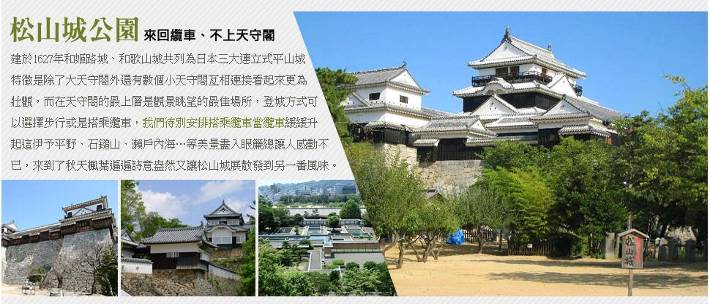 松山城公園 來回纜車、不上天守閣
建於1627年和姬路城、和歌山城共列為日本三大連立式平山城
特徵是除了大天守閣外還有數個小天守閣互相連接看起來更為
壯觀，而在天守閣的最上層是觀景眺望的最佳場所，登城方式可
以選擇步行或是搭乘纜車，我們特別安排搭乘纜車當纜車緩緩升
起道伊予平野、石鎚山、瀨戶內海…等美景盡入眼簾總讓人感動不
已，來到了秋天楓葉遍遍詩意盎然又讓松山城展散發到另一番風味。
松山城